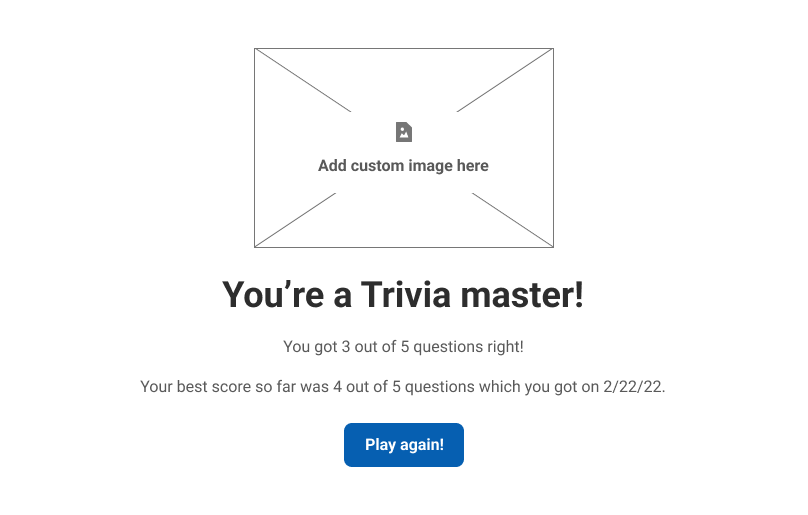 Add custom image here
You’re a Trivia master!
You got 3 out of 5 questions right!
Your best score so far was 4 out of 5 questions which you got on 2/22/22.
Play again!